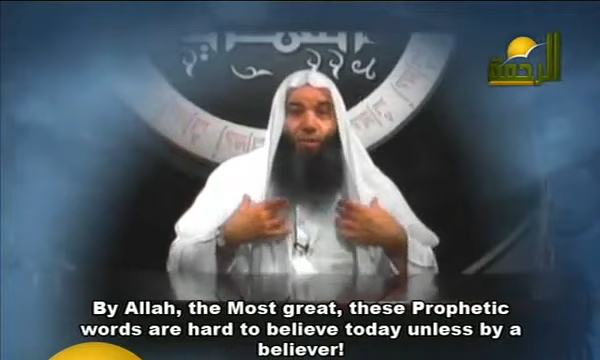 الرحمة
By Allah, the Most great, these Prophetic
words are hard to believe today unless by a
believer!